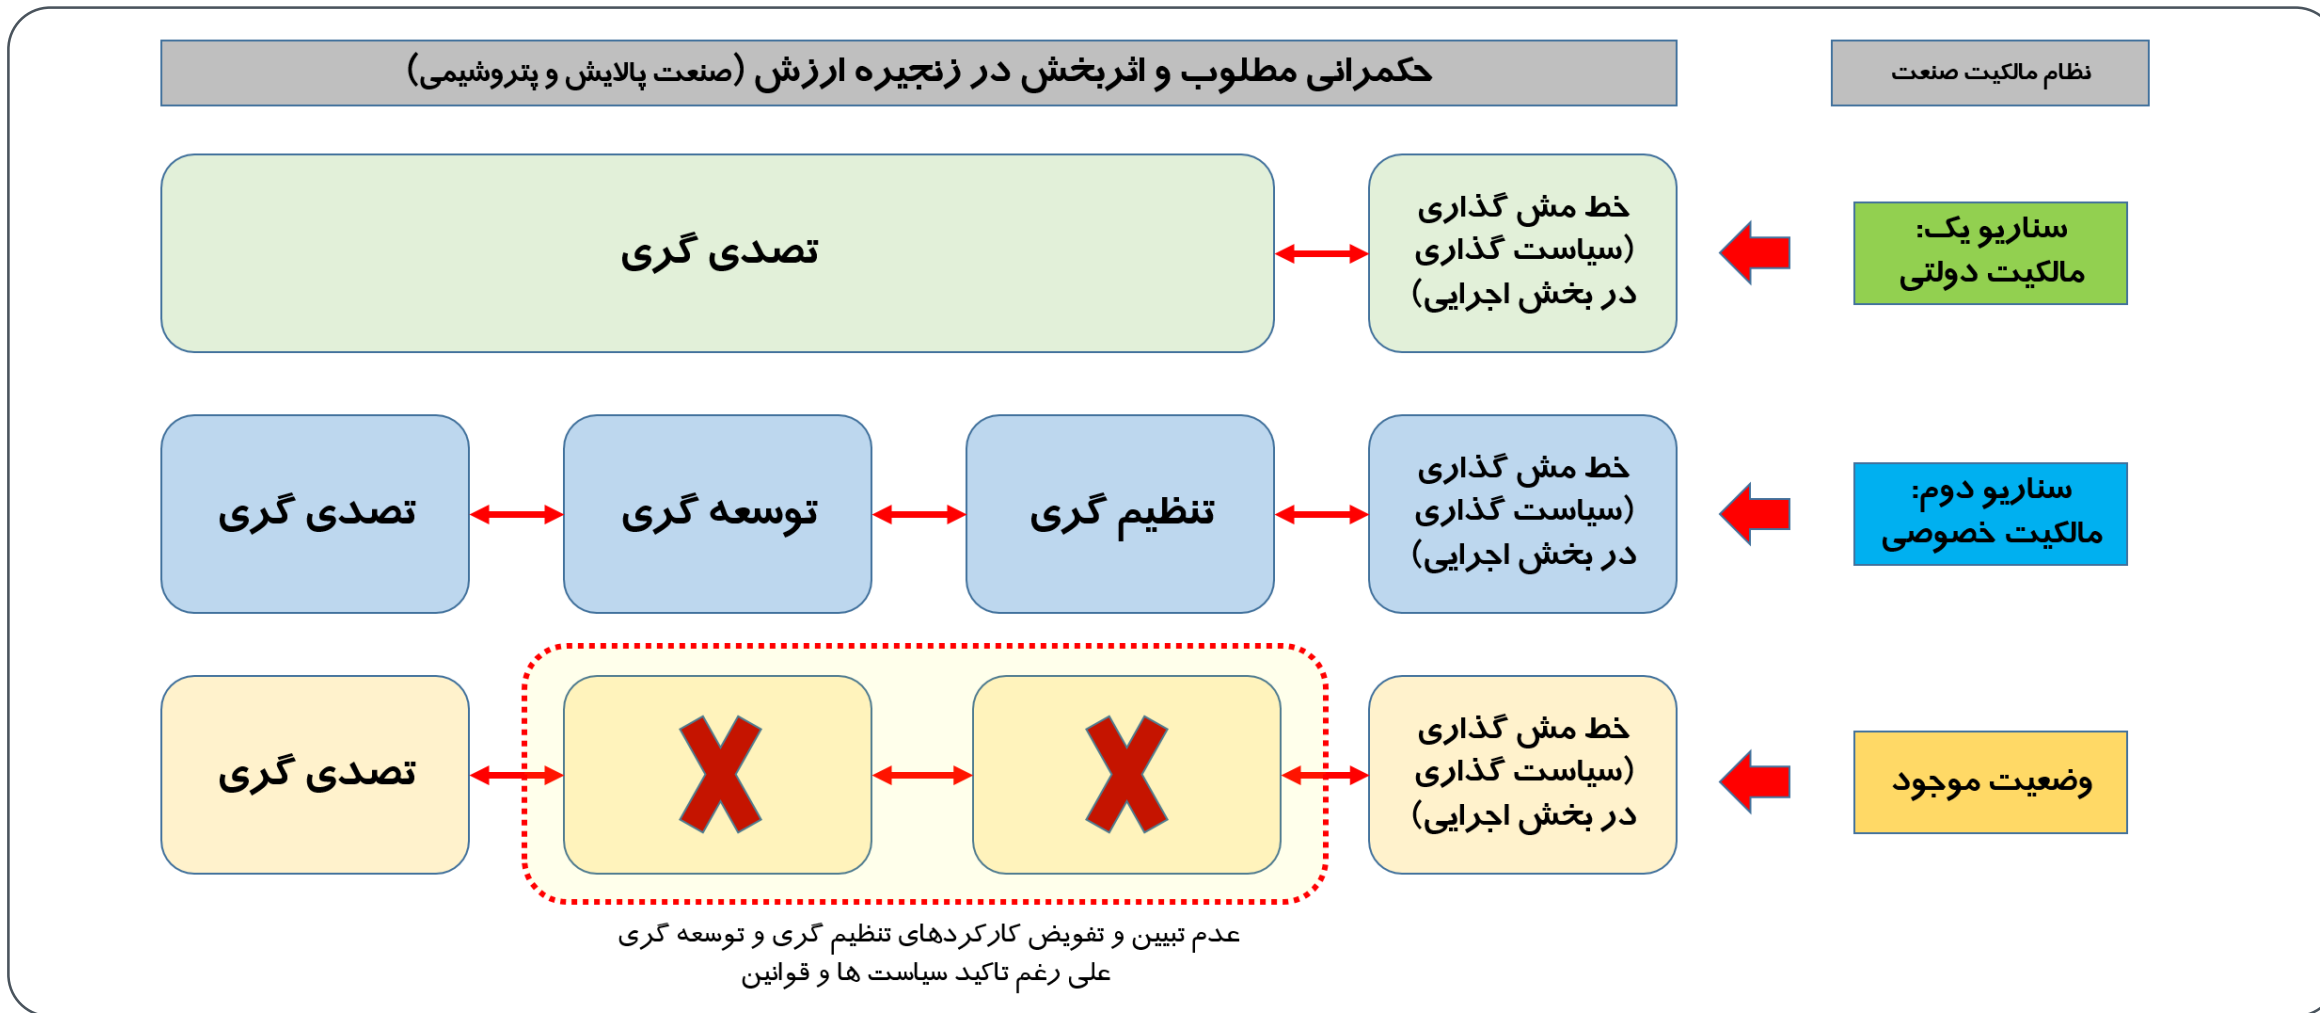 نظام مالکیت صنعت
حکمرانی مطلوب و اثربخش در زنجیره ارزش (صنعت پالایش و پتروشیمی)
سناریو یک:
مالکیت دولتی
خط مش گذاری
(سیاست گذاری
در بخش اجرایی)
تصدی گری
سناریو دوم:
مالکیت خصوصی
خط مش گذاری
(سیاست گذاری
در بخش اجرایی)
تنظیم گری
توسعه گری
تصدی گری
وضعیت موجود
خط مش گذاری
(سیاست گذاری
در بخش اجرایی)
تصدی گری
عدم تبیین و تفویض کارکردهای تنظیم گری و توسعه گری
علی رغم تاکید سیاست ها و قوانین